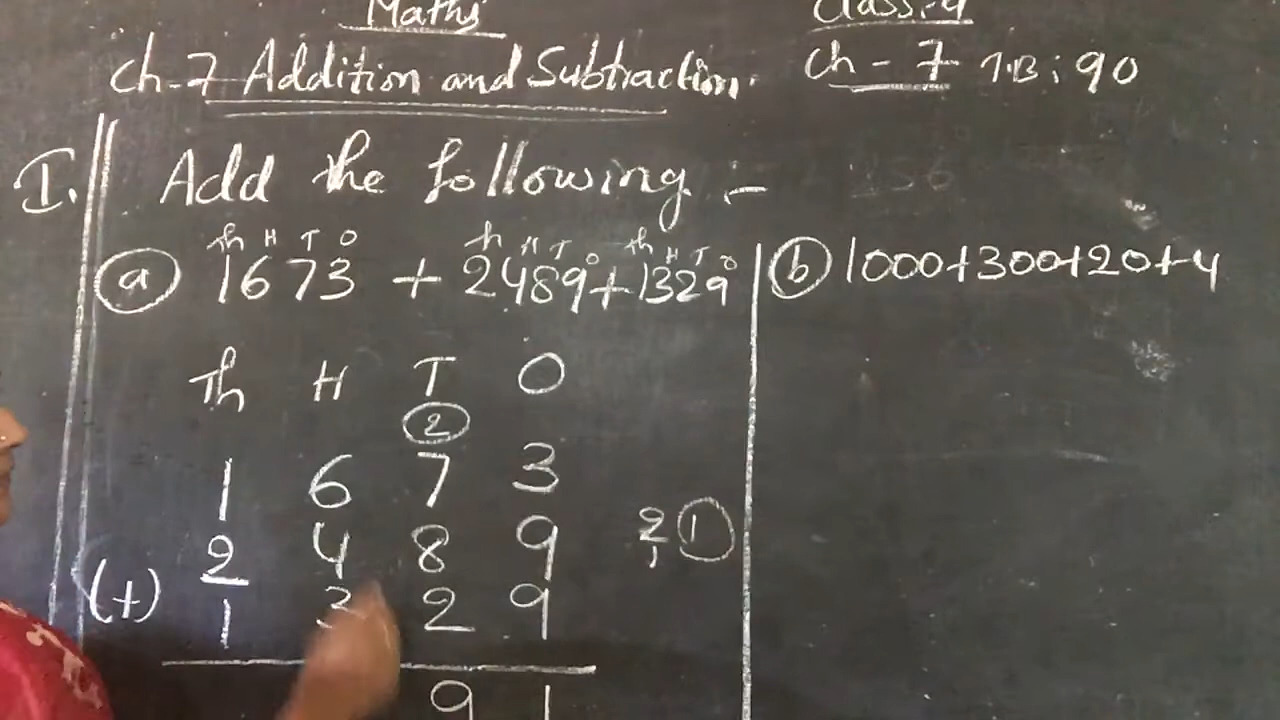 Maths Class:-4
Ch-7 Addition and Subtraction. Ch-7 T.B: 90
I. Add the following :-
Th H T O Th H T O Th H T O
(a) 1673 + 2489 + 1329 (b) 1000+300+20+4
Th H T O
2
1 6 7 3
2 4 8 9 2 1 1
(+) 1 3 2 9
9 1